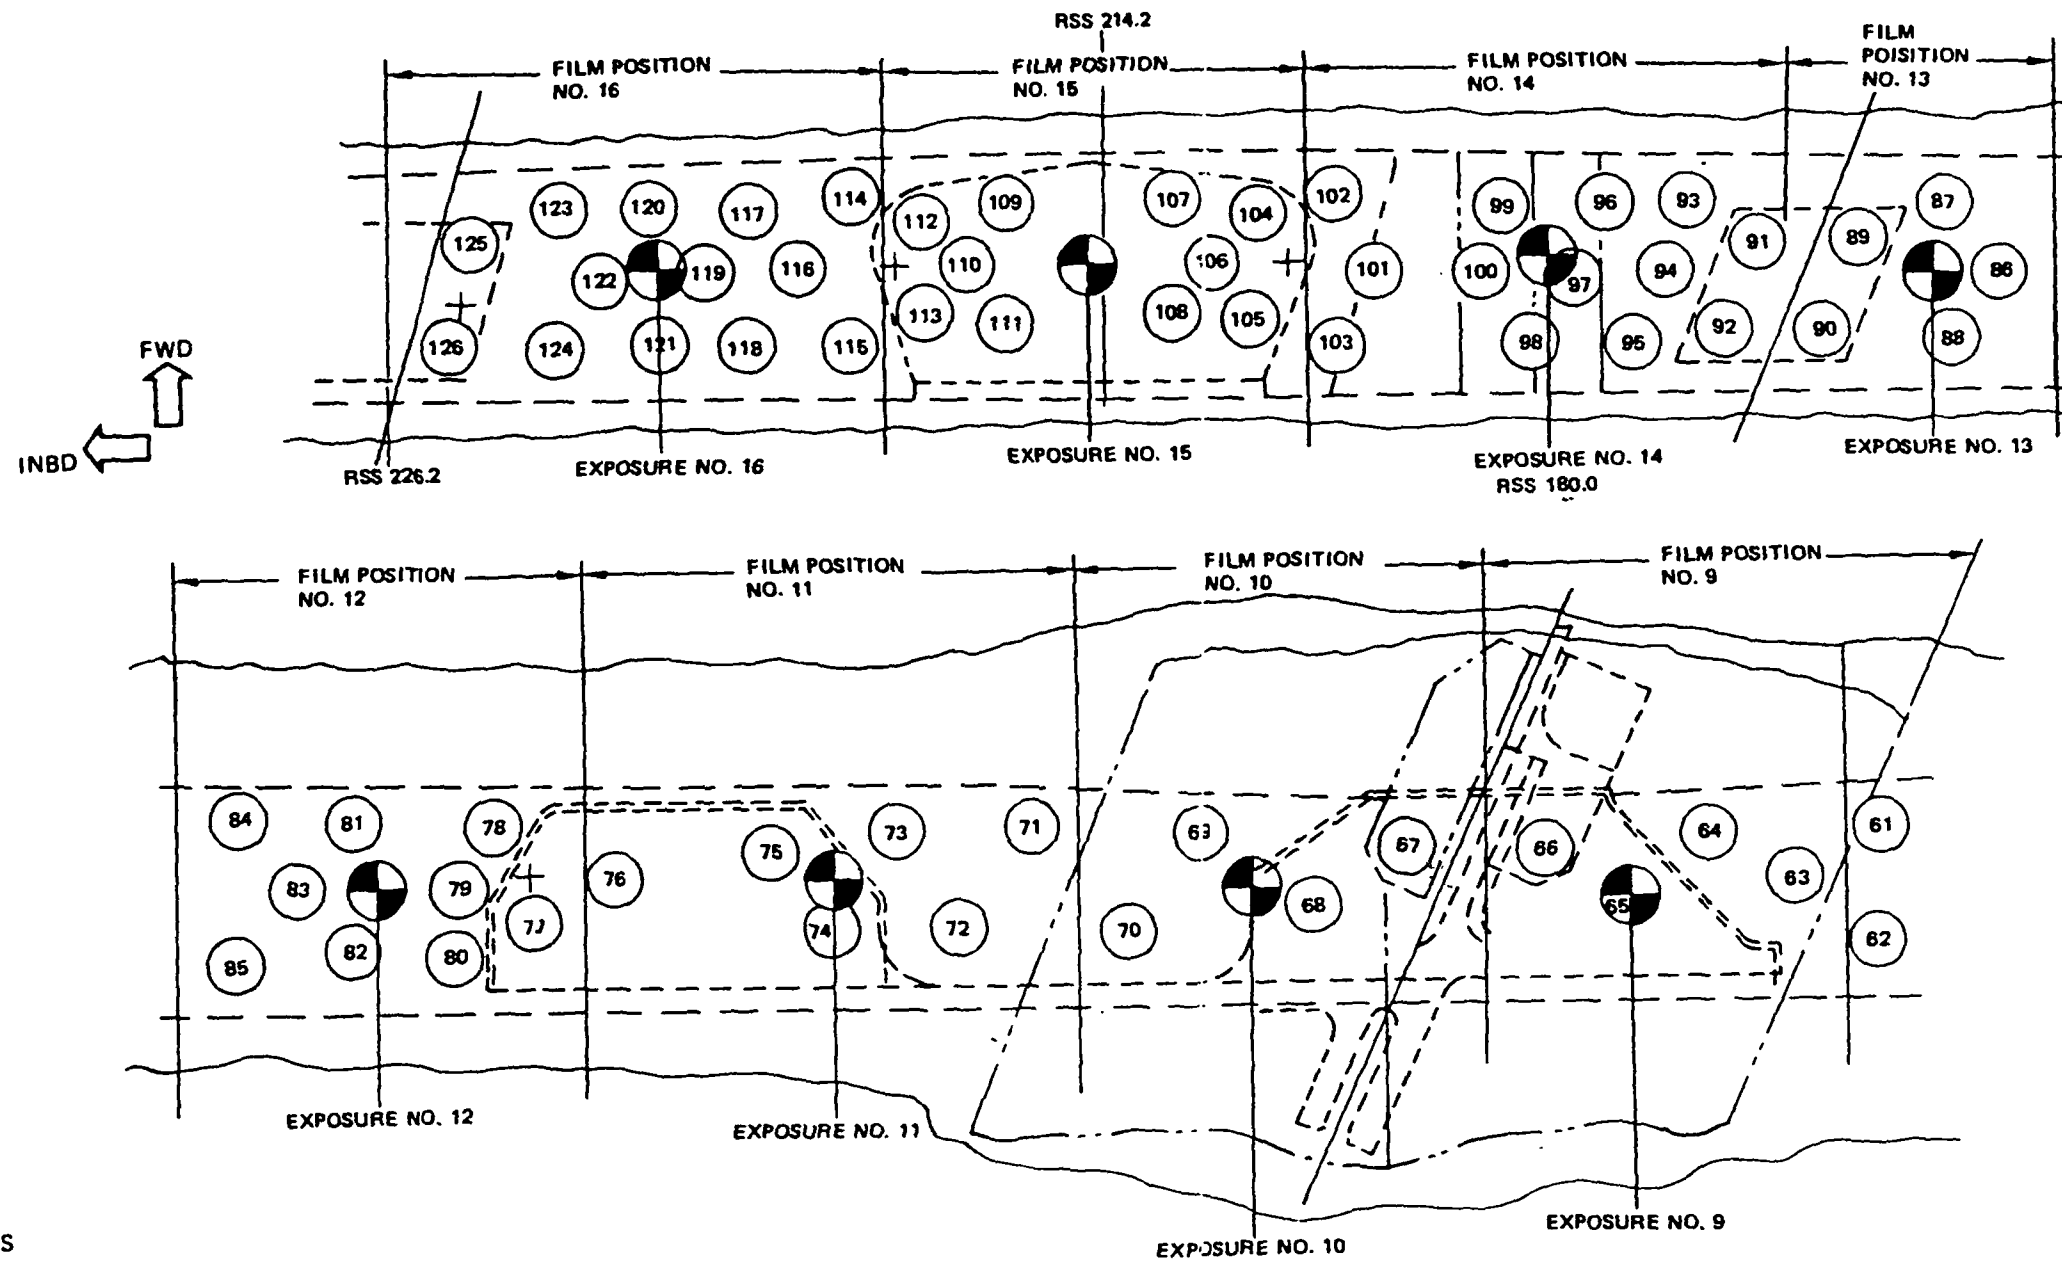 RSS 214.2
FILM POSITION
NO. 16
FILM POSITION
NO. 15
FILM POSITION
NO. 14
FILM
POISITION
NO. 13
123
120
117
114
112
109
107
104
102
99
96
93
91
89
87
125
122
119
116
110
106
101
100
97
94
86
126
124
121
118
115
113
111
108
105
103
98
95
92
90
88
FWD
INBD
RSS 226.2
EXPOSURE NO. 16
EXPOSURE NO. 15
EXPOSURE NO. 14
RSS 180.0
EXPOSURE NO. 13
FILM POSITION
NO. 12
FILM POSITION
NO. 11
FILM POSITION
NO. 10
FILM POSITION
NO. 9
84
81
78
75
73
71
69
67
66
64
61
83
79
76
68
65
63
85
82
80
77
74
72
70
62
EXPOSURE NO. 12
EXPOSURE NO. 11
EXPOSURE NO. 10
EXPOSURE NO. 9
S